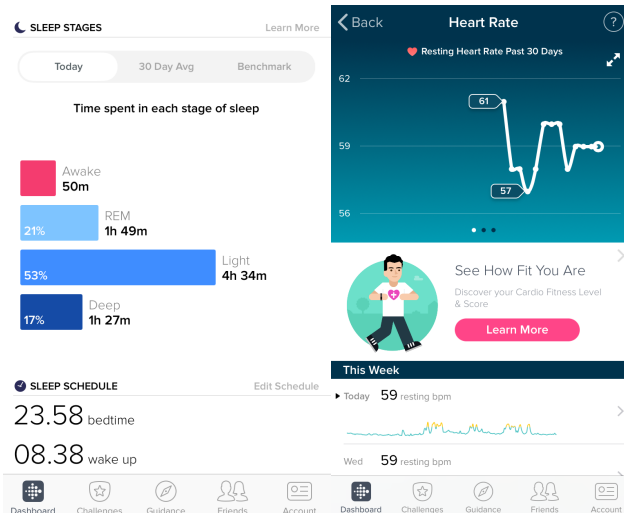 SLEEP STAGES
Learn More
Today
30 Day Avg
Benchmark
Time spent in each stage of sleep
Awake
50m
21%
REM
1h 49m
53%
Light
4h 34m
17%
Deep
1h 27m
SLEEP SCHEDULE
Edit Schedule
23.58 bedtime
08.38 wake up
Dashboard
Challenges
Guidance
Friends
Account
Back
Heart Rate
?
Resting Heart Rate Past 30 Days
62
61
59
57
56
See How Fit You Are
Discover your Cardio Fitness Level
& Score
Learn More
This Week
Today 59 resting bpm
Wed 59 resting bpm
Dashboard
Challenges
Guidance
Friends
Account